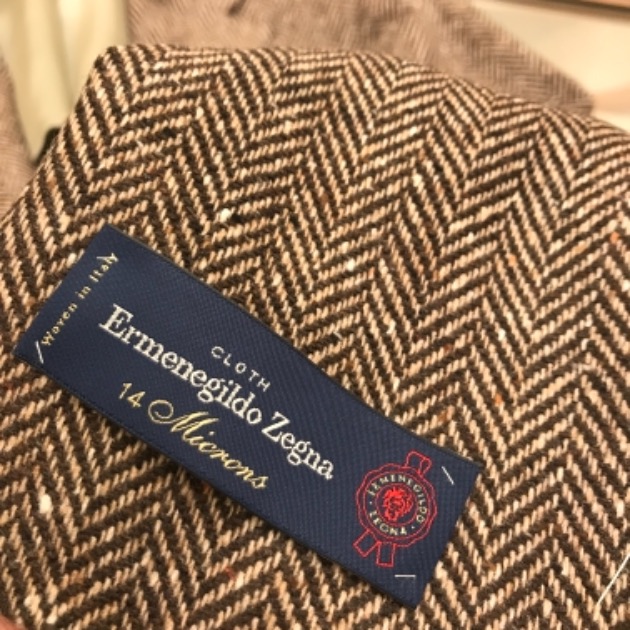 Woven in Italy
CLOTH
Ermenegildo Zegna
14 Microns
ERMENEGILDO
ZEGNA